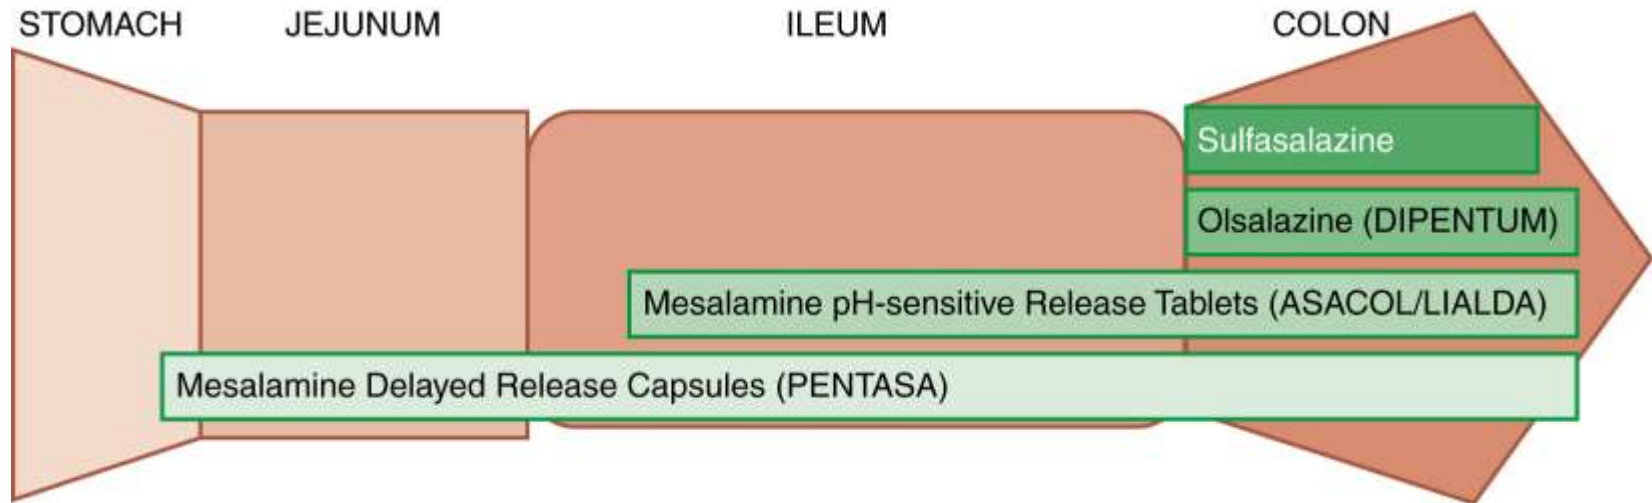 STOMACH JEJUNUM ILEUM COLON
Sulfasalazine
Olsalazine (DIPENTUM)
Mesalamine pH-sensitive Release Tablets (ASACOL/LIALDA)
Mesalamine Delayed Release Capsules (PENTASA)